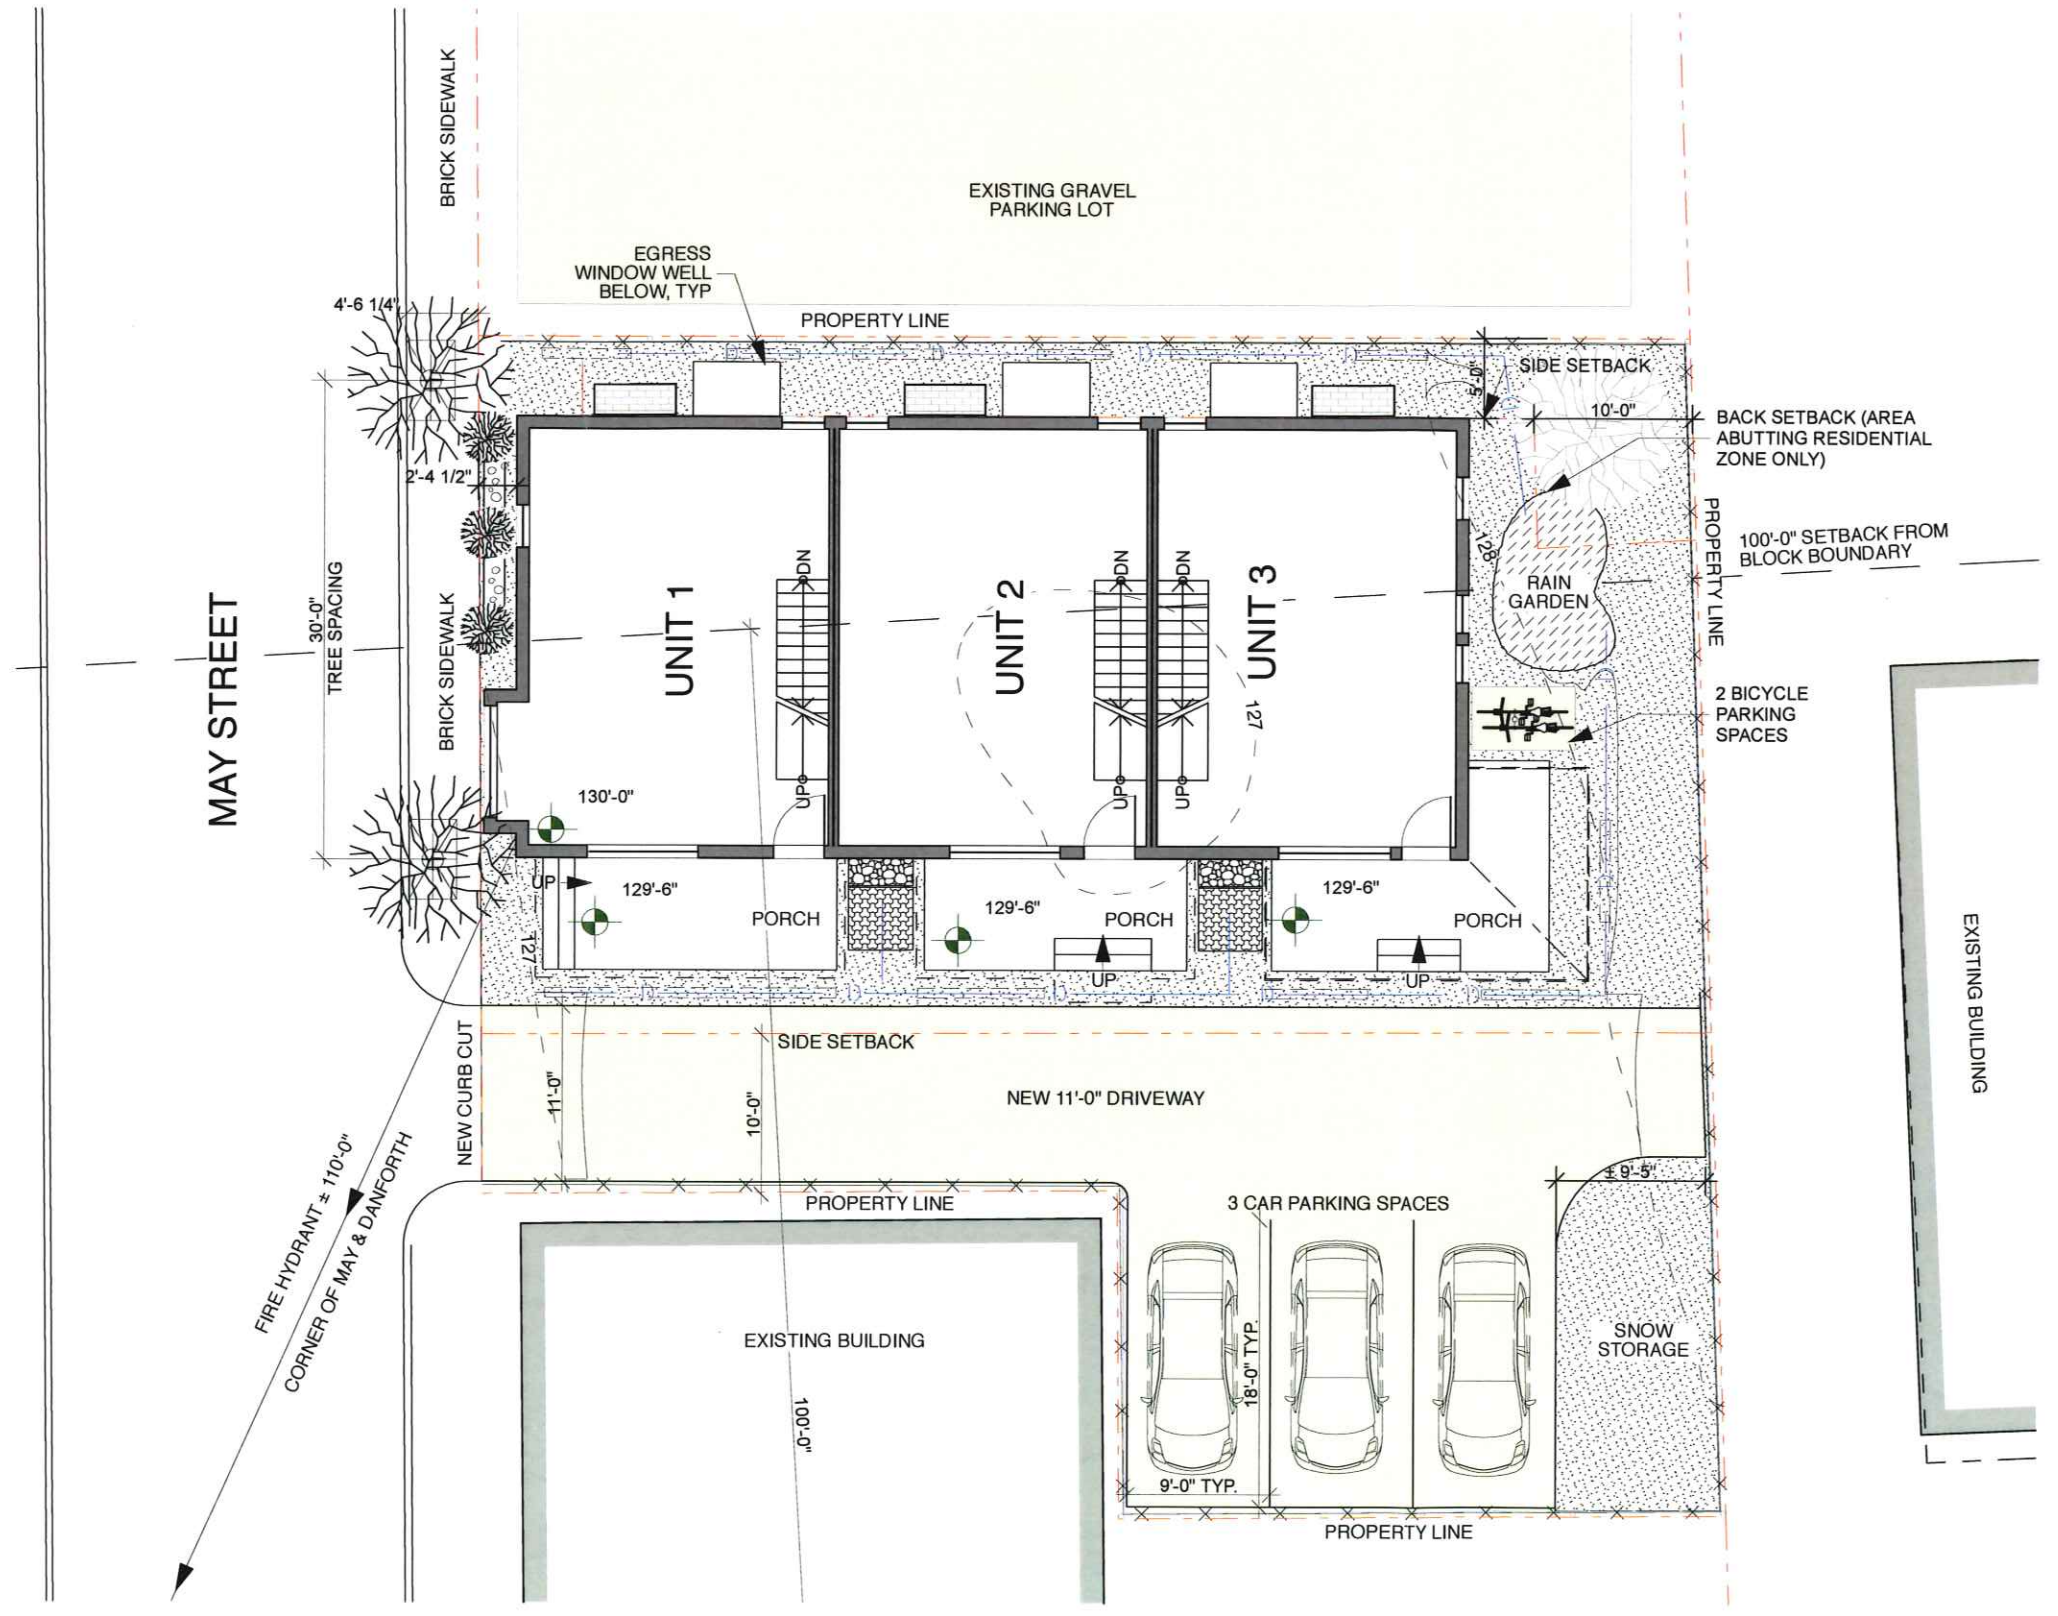 BRICK SIDEWALK
EXISTING GRAVEL
PARKING LOT
EGRESS
WINDOW WELL
BELOW, TYP
4'-6 1/4"
PROPERTY LINE
5'-0"
SIDE SETBACK
10'-0"
BACK SETBACK (AREA
ABUTTING RESIDENTIAL
ZONE ONLY)
2'-4 1/2"
PROPERTY LINE
100'-0" SETBACK FROM
BLOCK BOUNDARY
128
RAIN
GARDEN
MAY STREET
30'-0"
TREE SPACING
BRICK SIDEWALK
UNIT 1
DN
UP
UNIT 2
DN
UP
DN
UP
UNIT 3
127
2 BICYCLE
PARKING
SPACES
130'-0"
UP
129'-6"
PORCH
129'-6"
PORCH
UP
129'-6"
PORCH
UP
127
EXISTING BUILDING
NEW CURB CUT
SIDE SETBACK
11'-0"
10'-0"
NEW 11'-0" DRIVEWAY
FIRE HYDRANT ± 110'-0"
CORNER OF MAY & DANFORTH
PROPERTY LINE
3 CAR PARKING SPACES
± 9'-5"
EXISTING BUILDING
100'-0"
18'-0" TYP.
9'-0" TYP.
SNOW
STORAGE
PROPERTY LINE